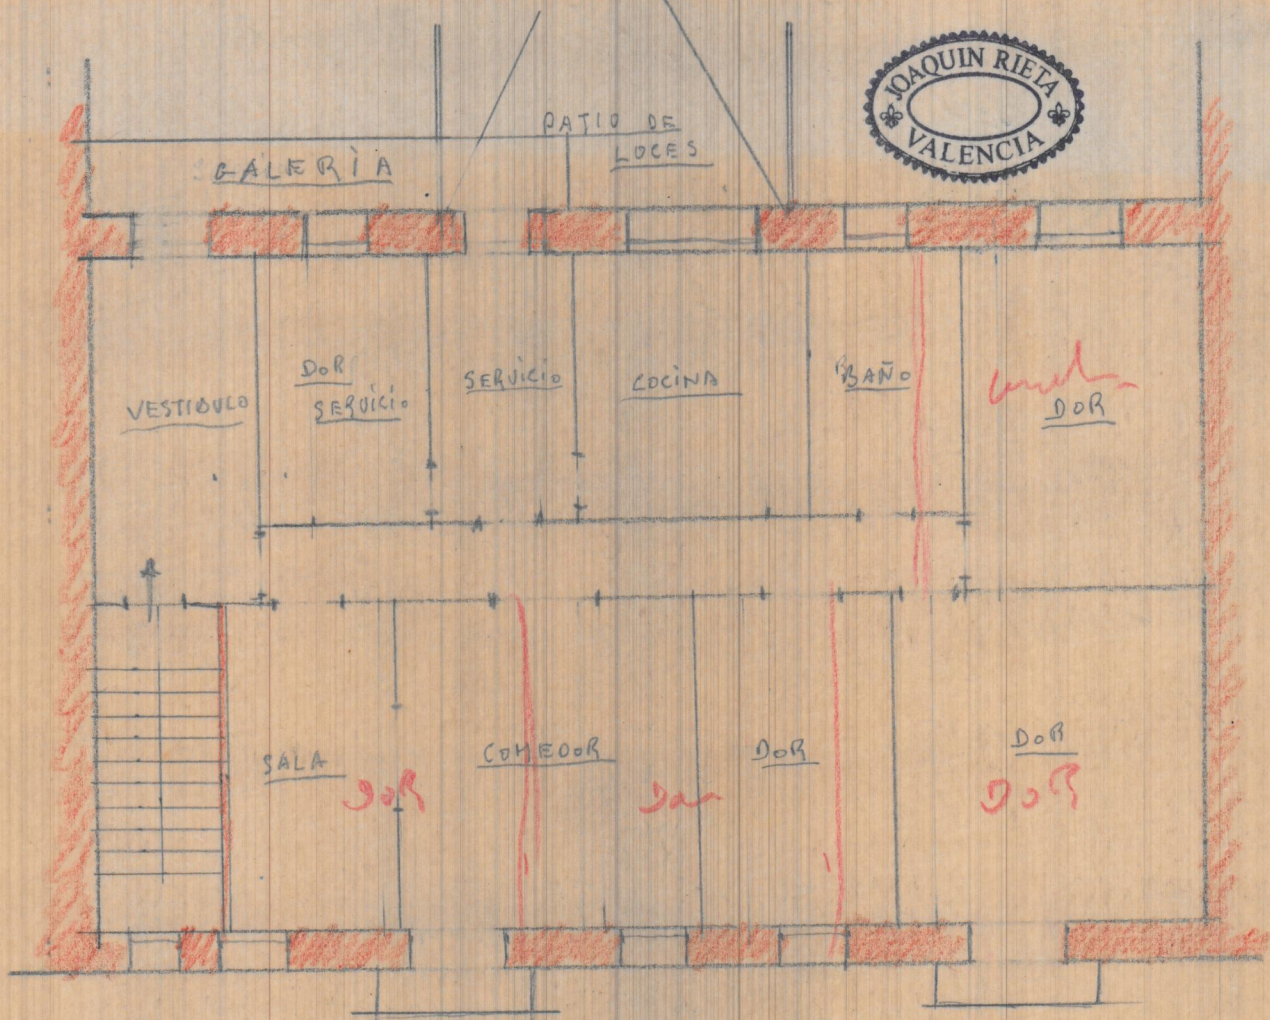 JOAQUIN RIETA
VALENCIA
PATIO DE
LUCES
GALERÌA
VESTIBULO
DOR
SERVICIO
SERVICIO
COCINA
BAÑO
DOR
SALA
COMEDOR
DOR
DOR
DOR
DOR